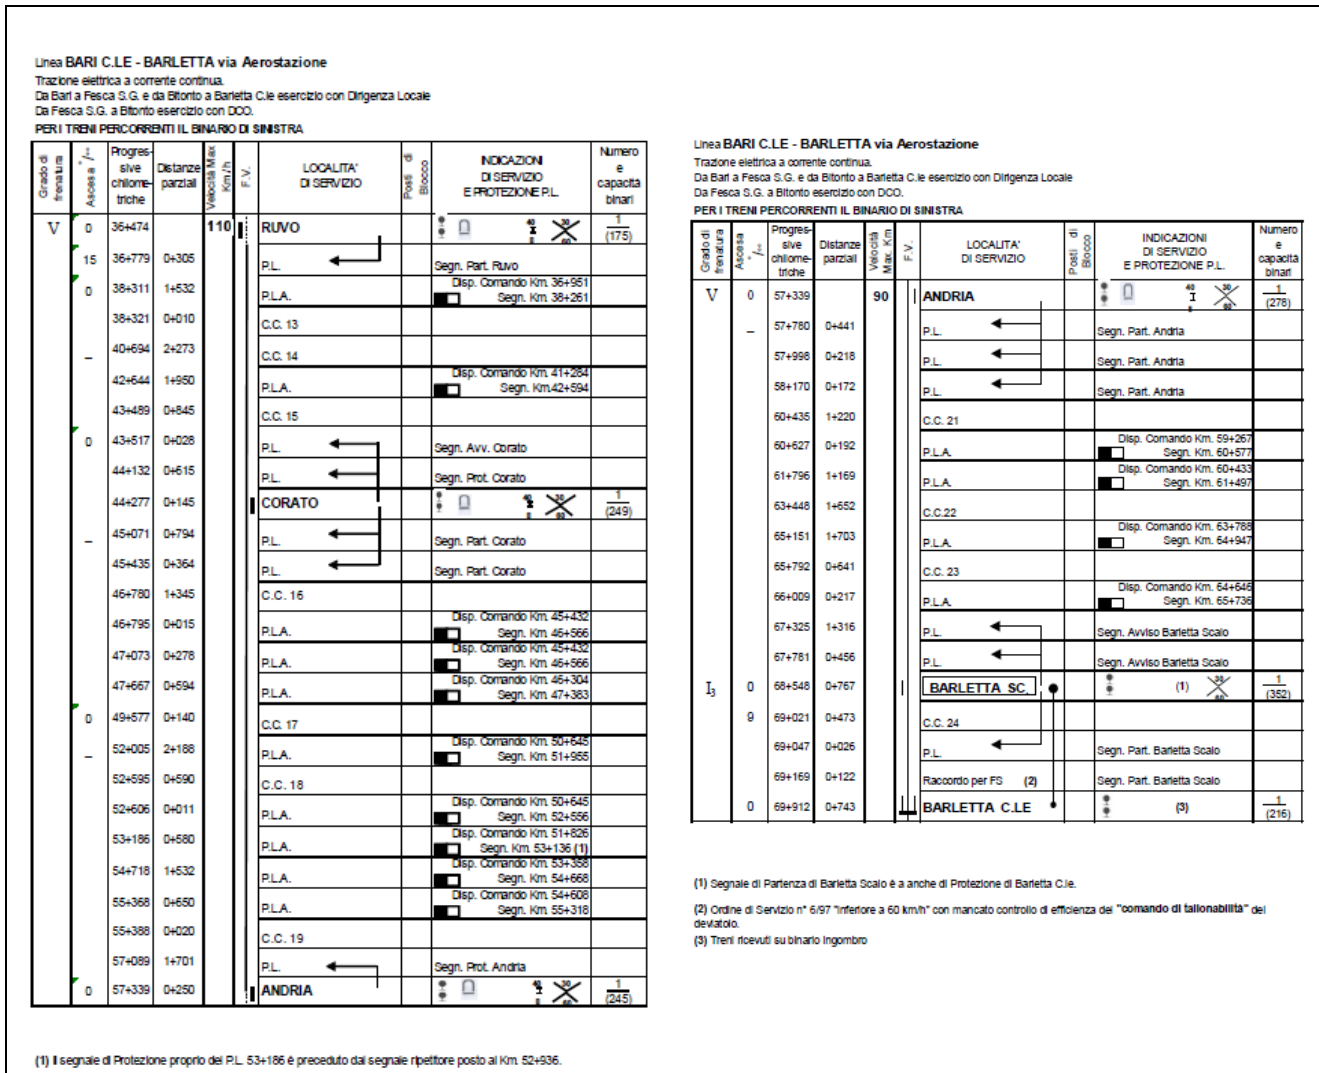 Linea BARI C.LE - BARLETTA via Aerostazione
Trazione elettrica a corrente continua.
Da Bari a Fesca S.G. e da Bitonto a Barletta C.le esercizio con Dirigenza Locale
Da Fesca S.G. a Bitonto esercizio con DCO.
PER I TRENI PERCORRENTI IL BINARIO DI SINISTRA
Grado di frenatura Ascesa °/°° Progressive chilometriche Distanze parziali Velocità Max Km/h F.V. LOCALITA' DI SERVIZIO Posti di Blocco INDICAZIONI DI SERVIZIO E PROTEZIONE P.L. Numero e capacità binari
V 0 36+474 110 RUVO 40 8 30 60 1 (175)
15 36+779 0+305 P.L. Segn. Part. Ruvo
0 38+311 1+532 P.L.A. Disp. Comando Km. 36+951
Segn. Km. 38+261
38+321 0+010 C.C. 13
_ 40+694 2+273 C.C. 14
42+644 1+950 P.L.A. Disp. Comando Km. 41+284
Segn. Km.42+594
43+489 0+845 C.C. 15
0 43+517 0+028 P.L. Segn. Avv. Corato
44+132 0+615 P.L. Segn. Prot. Corato
44+277 0+145 CORATO 40 8 30 60 1 (249)
_ 45+071 0+794 P.L. Segn. Part. Corato
45+435 0+364 P.L. Segn. Part. Corato
46+780 1+345 C.C. 16
46+795 0+015 P.L.A. Disp. Comando Km. 45+432
Segn. Km. 46+566
47+073 0+278 P.L.A. Disp. Comando Km. 45+432
Segn. Km. 46+566
47+667 0+594 P.L.A. Disp. Comando Km. 46+304
Segn. Km. 47+383
0 49+577 0+140 C.C. 17
_ 52+005 2+188 P.L.A. Disp. Comando Km. 50+645
Segn. Km. 51+955
52+595 0+590 C.C. 18
52+606 0+011 P.L.A. Disp. Comando Km. 50+645
Segn. Km. 52+556
53+186 0+580 P.L.A. Disp. Comando Km. 51+826
Segn. Km. 53+136 (1)
54+718 1+532 P.L.A. Disp. Comando Km. 53+358
Segn. Km. 54+668
55+368 0+650 P.L.A. Disp. Comando Km. 54+608
Segn. Km. 55+318
55+388 0+020 C.C. 19
57+089 1+701 P.L. Segn. Prot. Andria
0 57+339 0+250 ANDRIA 40 8 30 60 1 (245)
(1) Il segnale di Protezione proprio del P.L. 53+186 è preceduto dal segnale ripetitore posto al Km. 52+936.
Linea BARI C.LE - BARLETTA via Aerostazione
Trazione elettrica a corrente continua.
Da Bari a Fesca S.G. e da Bitonto a Barletta C.le esercizio con Dirigenza Locale
Da Fesca S.G. a Bitonto esercizio con DCO.
PER I TRENI PERCORRENTI IL BINARIO DI SINISTRA
Grado di frenatura Ascesa °/°° Progressive chilometriche Distanze parziali Velocità Max. Km F.V. LOCALITA' DI SERVIZIO Posti di Blocco INDICAZIONI DI SERVIZIO E PROTEZIONE P.L. Numero e capacità binari
V 0 57+339 90 ANDRIA 40 8 30 60 1 (278)
_ 57+780 0+441 P.L. Segn. Part. Andria
57+998 0+218 P.L. Segn. Part. Andria
58+170 0+172 P.L. Segn. Part. Andria
60+435 1+220 C.C. 21
60+627 0+192 P.L.A. Disp. Comando Km. 59+267
Segn. Km. 60+577
61+796 1+169 P.L.A. Disp. Comando Km. 60+433
Segn. Km. 61+497
63+448 1+652 C.C.22
65+151 1+703 P.L.A. Disp. Comando Km. 63+788
Segn. Km. 64+947
65+792 0+641 C.C. 23
66+009 0+217 P.L.A. Disp. Comando Km. 64+646
Segn. Km. 65+736
67+325 1+316 P.L. Segn. Avviso Barletta Scalo
67+781 0+456 P.L. Segn. Avviso Barletta Scalo
I3 0 68+548 0+767 BARLETTA SC. (1) 30 60 1 (352)
9 69+021 0+473 C.C. 24
69+047 0+026 P.L. Segn. Part. Barletta Scalo
69+169 0+122 Raccordo per FS (2) Segn. Part. Barletta Scalo
0 69+912 0+743 BARLETTA C.LE (3) 1 (216)
(1) Segnale di Partenza di Barletta Scalo è a anche di Protezione di Barletta C.le.
(2) Ordine di Servizio n° 6/97 "Inferiore a 60 km/h" con mancato controllo di efficienza del "comando di tallonabilità" del
deviatoio.
(3) Treni ricevuti su binario ingombro